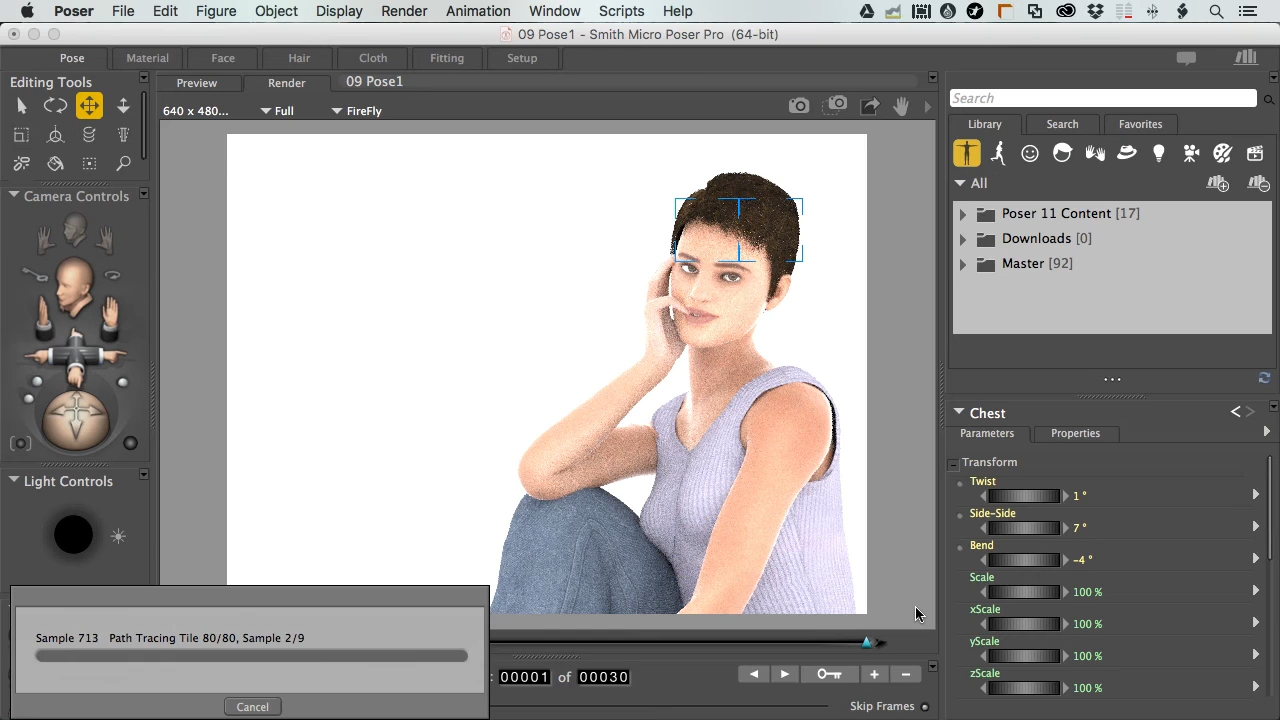 Poser File Edit Figure Object Display Render Animation Window Scripts Help
09 Pose1 - Smith Micro Poser Pro (64-bit)
Pose Material Face Hair Cloth Fitting Setup
Editing Tools
Preview Render 09 Pose1
640 x 480... Full FireFly
Camera Controls
Light Controls
Search
Library Search Favorites
All
Poser 11 Content [17]
Downloads [0]
Master [92]
...
Chest
Parameters Properties
Transform
Twist
1 °
Side-Side
7 °
Bend
-4 °
Scale
100 %
xScale
100 %
yScale
100 %
zScale
100 %
Sample 713 Path Tracing Tile 80/80, Sample 2/9
Cancel
: 00001 of 00030
Skip Frames